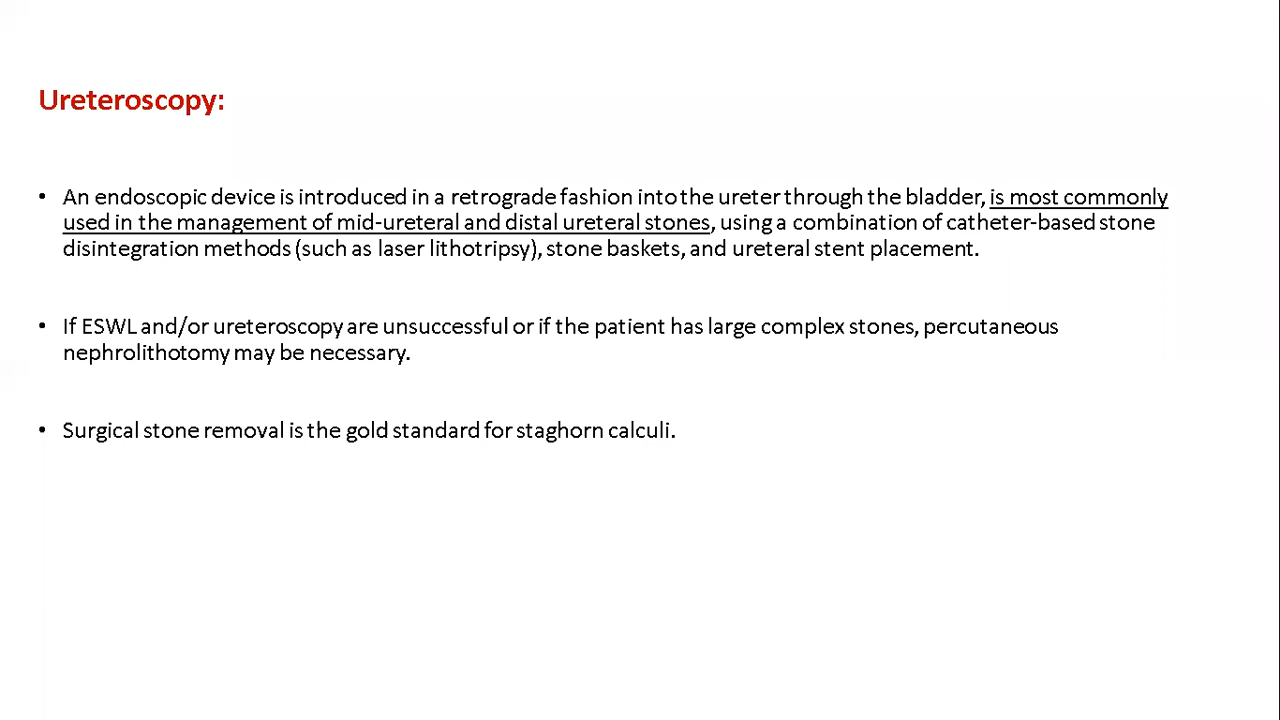 Ureteroscopy:
• An endoscopic device is introduced in a retrograde fashion into the ureter through the bladder, is most commonly
used in the management of mid-ureteral and distal ureteral stones, using a combination of catheter-based stone
disintegration methods (such as laser lithotripsy), stone baskets, and ureteral stent placement.
• If ESWL and/or ureteroscopy are unsuccessful or if the patient has large complex stones, percutaneous
nephrolithotomy may be necessary.
• Surgical stone removal is the gold standard for staghorn calculi.